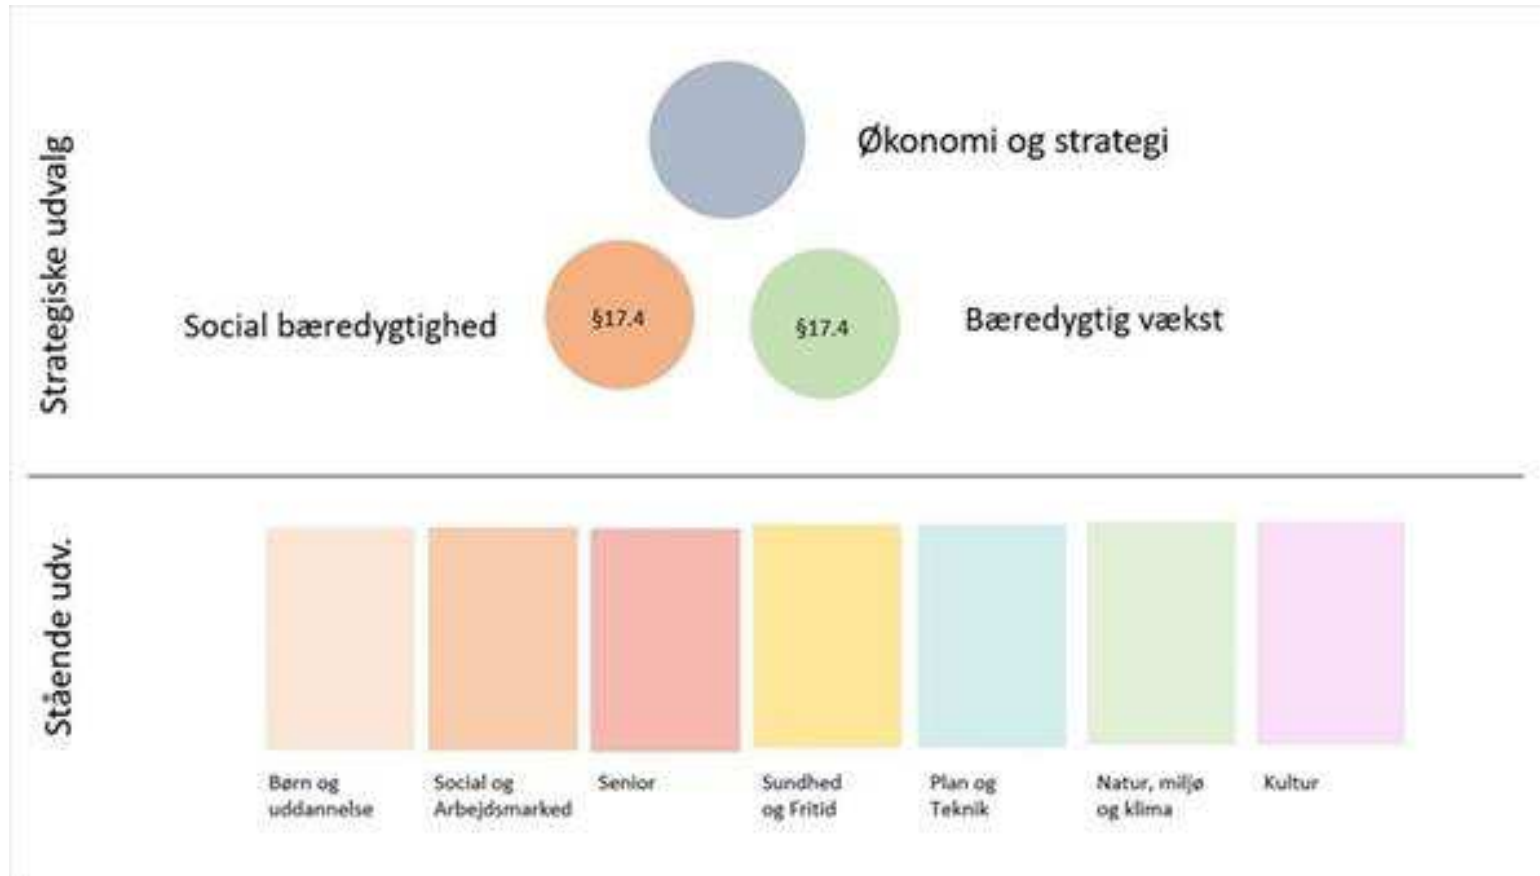 Strategiske udvalg
Økonomi og strategi
Social bæredygtighed
§17.4
§17.4
Bæredygtig vækst
Stående udv.
Børn og
uddannelse
Social og
Arbejdsmarked
Senior
Sundhed
og Fritid
Plan og
Teknik
Natur, miljø
og klima
Kultur